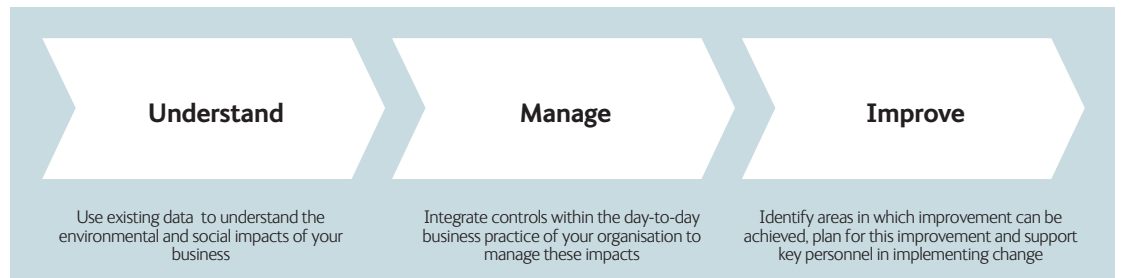 Understand
Manage
Improve
Use existing data  to understand the
environmental and social impacts of your
business
Integrate controls within the day-to-day
business practice of your organisation to
manage these impacts
Identify areas in which improvement can be
achieved, plan for this improvement and support
key personnel in implementing change